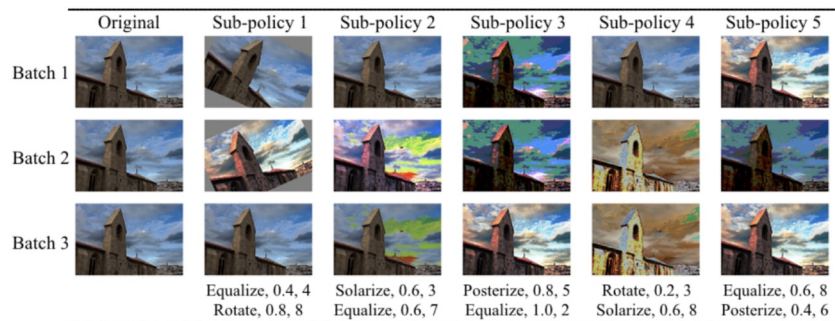 Original Sub-policy 1 Sub-policy 2 Sub-policy 3 Sub-policy 4 Sub-policy 5
Batch 1
Batch 2
Batch 3
Equalize, 0.4, 4 Solarize, 0.6, 3 Posterize, 0.8, 5 Rotate, 0.2, 3 Equalize, 0.6, 8
Rotate, 0.8, 8 Equalize, 0.6, 7 Equalize, 1.0, 2 Solarize, 0.6, 8 Posterize, 0.4, 6